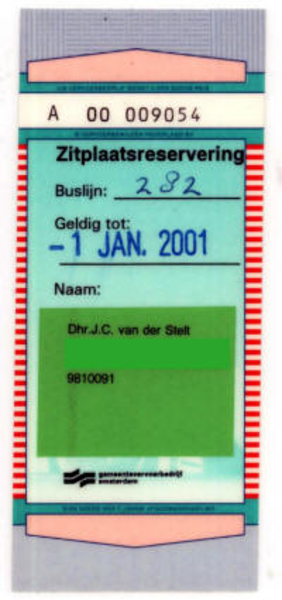 A 00 009054
Zitplaatsreservering
Buslijn: 282
Geldig tot:
- 1 JAN. 2001
Naam:
Dhr.J.C. van der Stelt
9810091
gemeentevervoerbedrijf
amsterdam